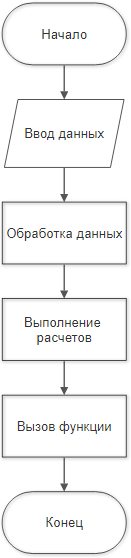 Начало
Ввод данных
Обработка данных
Выполнение
расчетов
Вызов функции
Конец